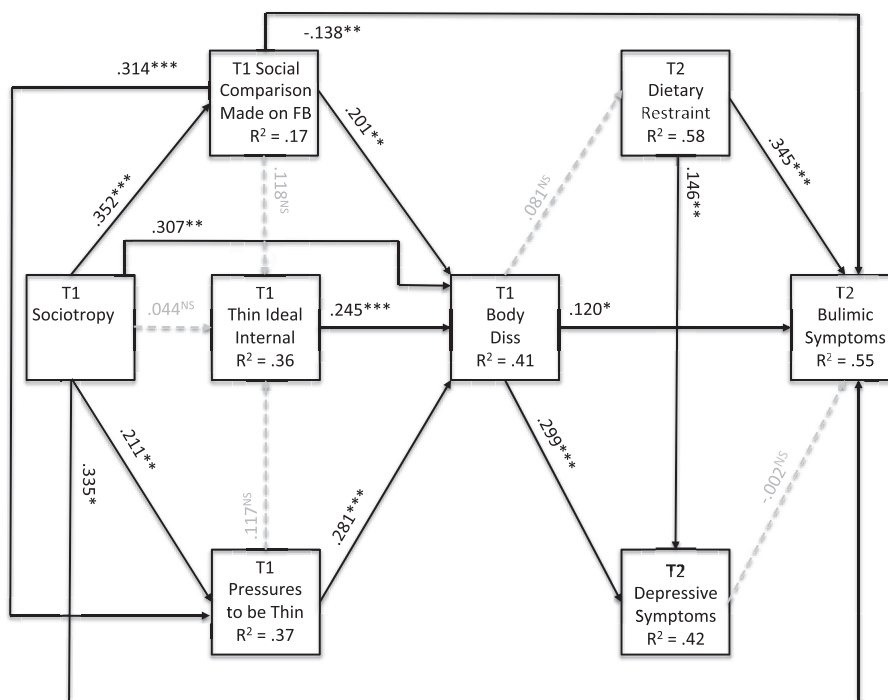 -.138**
.314***
T1 Social
Comparison
Made on FB
R² = .17
T2
Dietary
Restraint
R² = .58
.201**
.345***
.352***
.118NS
.081NS
.146**
.307**
T1
Sociotropy
.044NS
T1
Thin Ideal
Internal
R² = .36
.245***
T1
Body
Diss
R² = .41
.120*
T2
Bulimic
Symptoms
R² = .55
.211**
.335*
.117NS
.281***
.299***
-.002NS
T1
Pressures
to be Thin
R² = .37
T2
Depressive
Symptoms
R² = .42